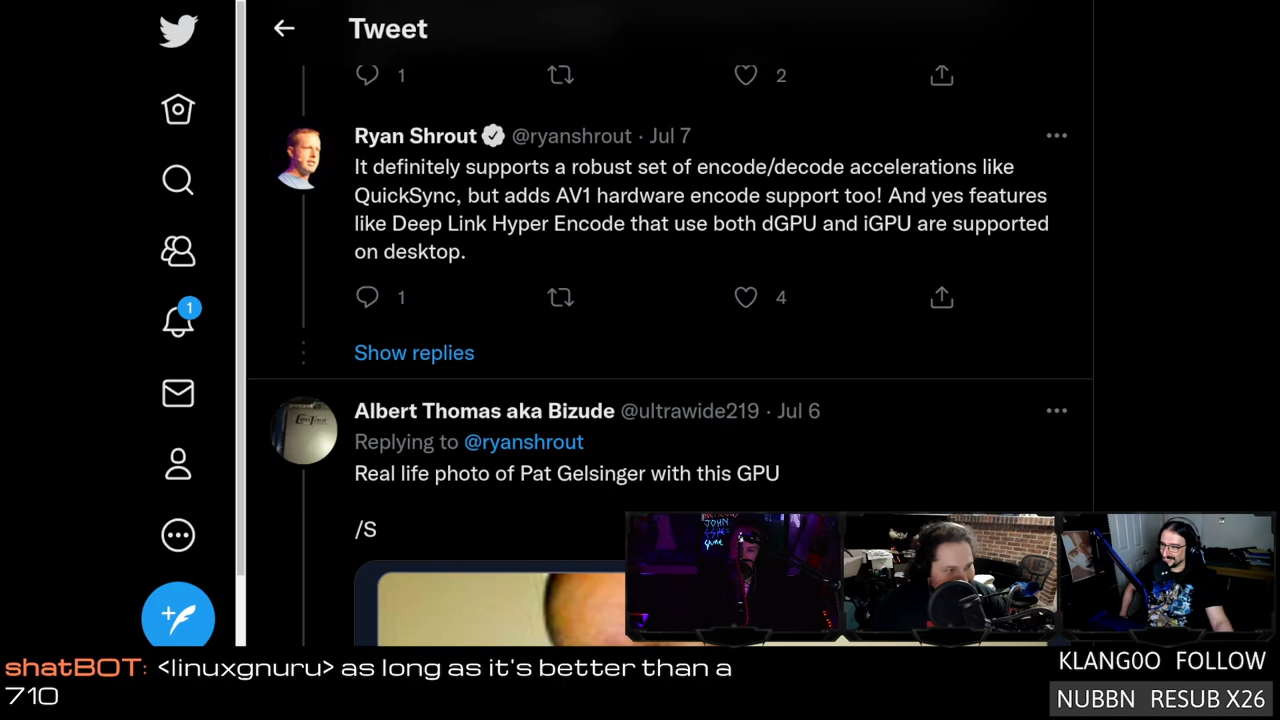 Tweet
1
2
Ryan Shrout @ryanshrout · Jul 7
It definitely supports a robust set of encode/decode accelerations like
QuickSync, but adds AV1 hardware encode support too! And yes features
like Deep Link Hyper Encode that use both dGPU and iGPU are supported
on desktop.
1
4
1
Show replies
Albert Thomas aka Bizude @ultrawide219 · Jul 6
Replying to @ryanshrout
Real life photo of Pat Gelsinger with this GPU
/S
JOHN
shatBOT: <linuxgnuru> as long as it's better than a
710
KLANG0O FOLLOW
NUBBN RESUB X26